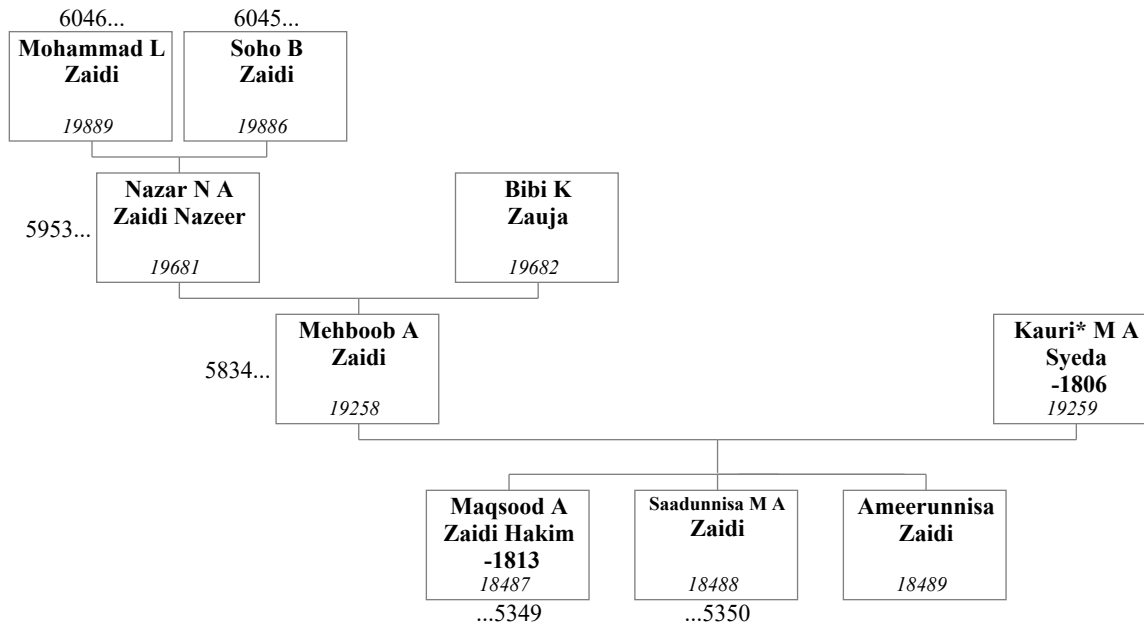 6046...
6045...
Mohammad L
Zaidi
19889
Soho B
Zaidi
19886
5953...
Nazar N A
Zaidi Nazeer
19681
Bibi K
Zauja
19682
5834...
Mehboob A
Zaidi
19258
Kauri* M A
Syeda
-1806
19259
Maqsood A
Zaidi Hakim
-1813
18487
...5349
Saadunnisa M A
Zaidi
18488
...5350
Ameerunnisa
Zaidi
18489